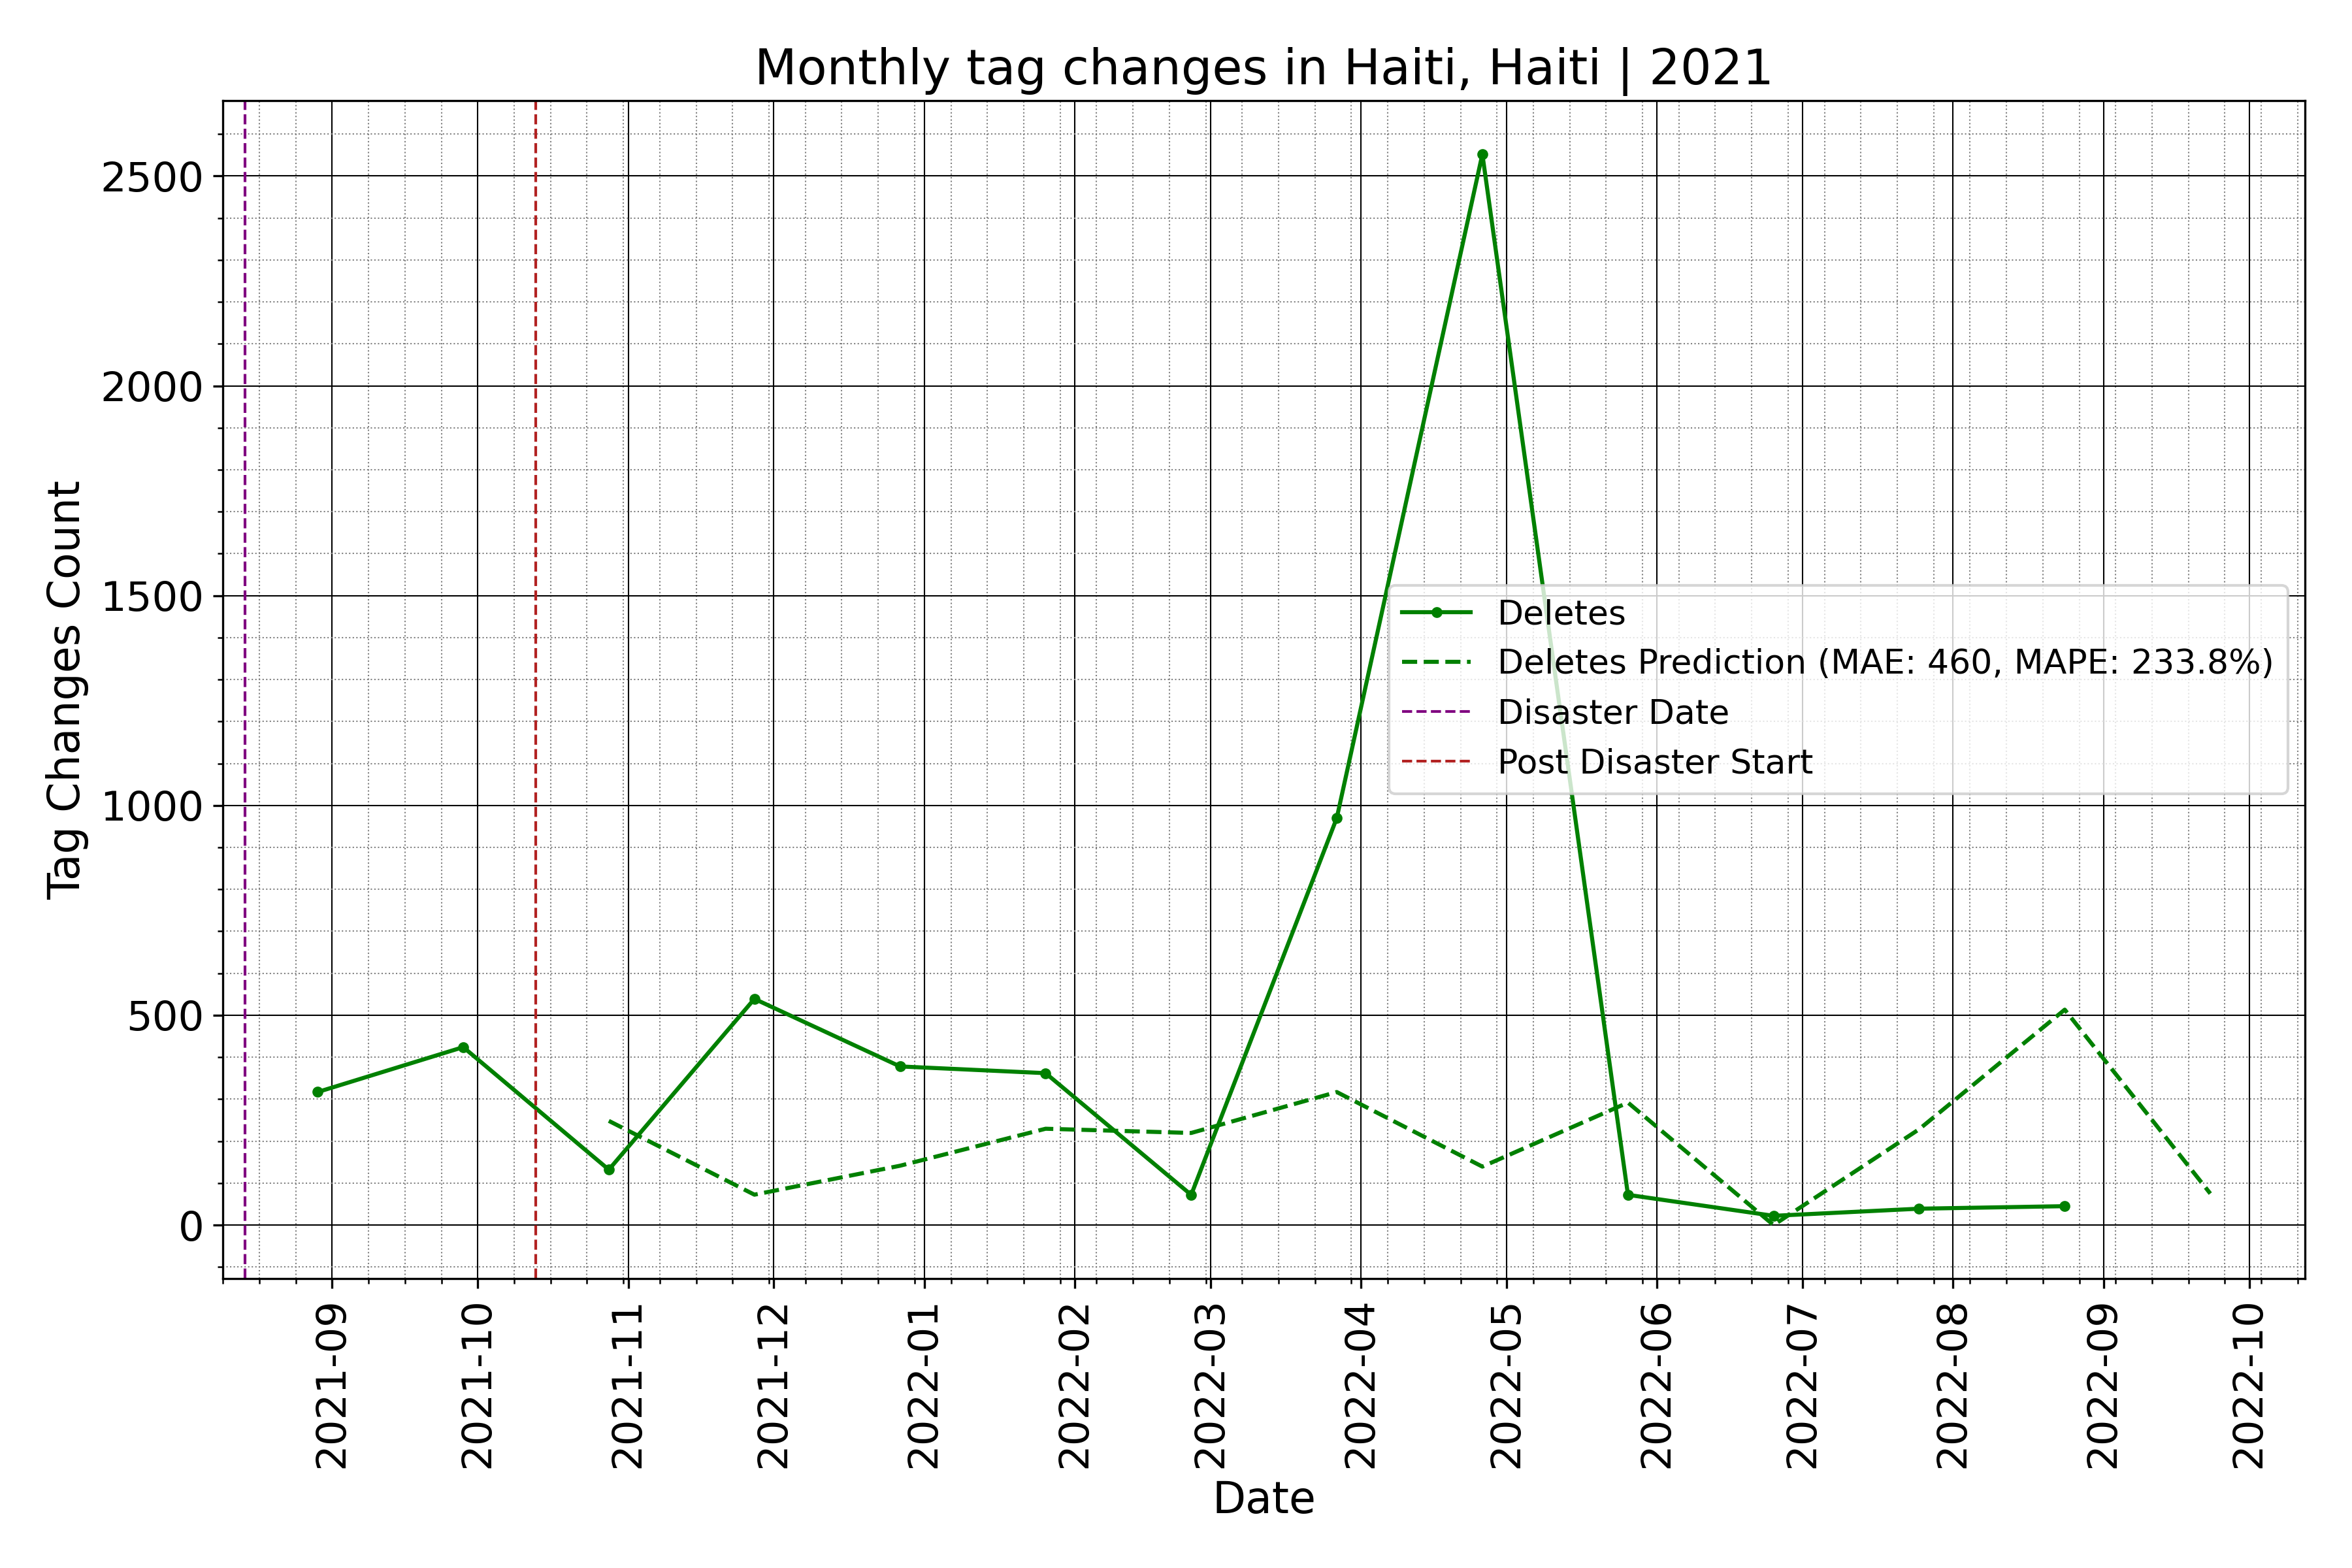 Monthly tag changes in Haiti, Haiti | 2021
Tag Changes Count
2500
2000
1500
1000
500
0
Deletes
Deletes Prediction (MAE: 460, MAPE: 233.8%)
Disaster Date
Post Disaster Start
2021-09
2021-10
2021-11
2021-12
2022-01
2022-02
2022-03
2022-04
2022-05
2022-06
2022-07
2022-08
2022-09
2022-10
Date